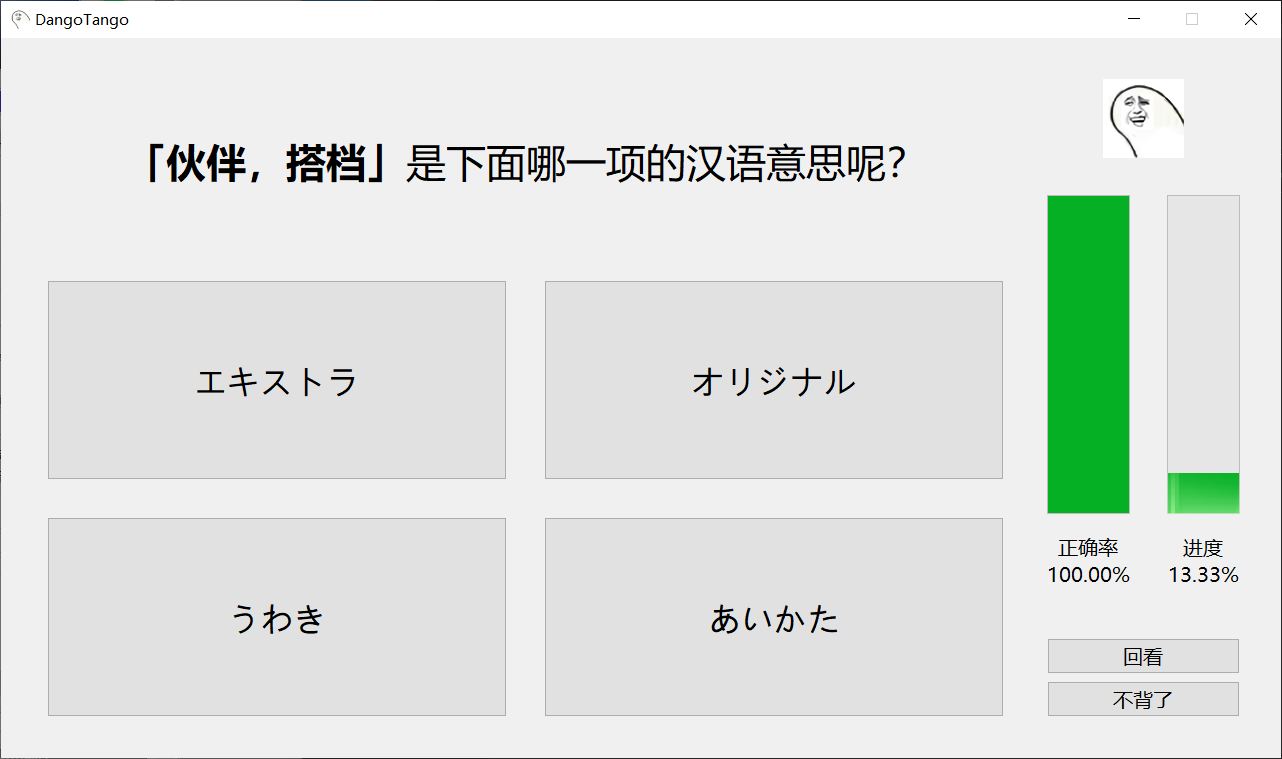 DangoTango
「伙伴，搭档」是下面哪一项的汉语意思呢？
エキストラ
オリジナル
うわき
あいかた
正确率
100.00%
进度
13.33%
回看
不背了